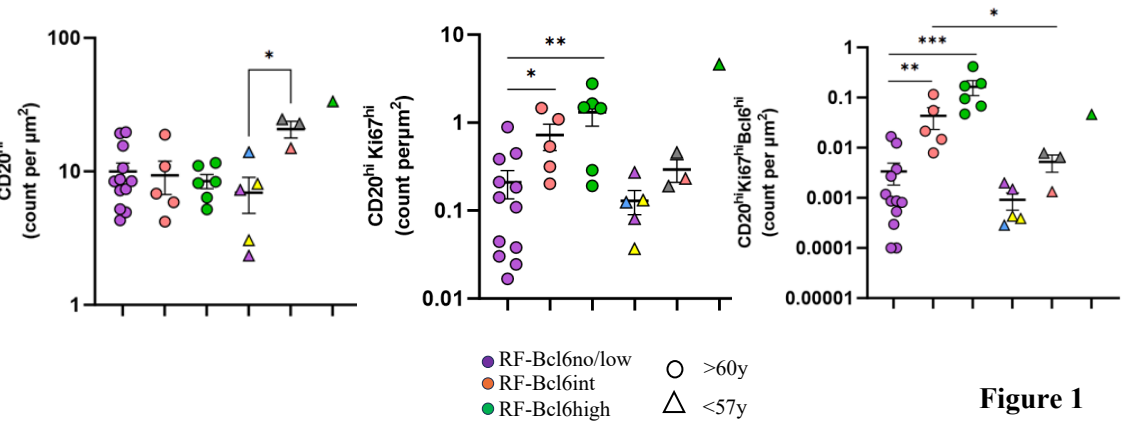 CD20hi
(count per µm2)
100
10
1
*
CD20hi Ki67hi
(count perµm2)
10
1
0.1
0.01
**
*
CD20hiKi67hiBcl6hi
(count per µm2)
1
0.1
0.01
0.001
0.0001
0.00001
*
***
**
RF-Bcl6no/low
RF-Bcl6int
RF-Bcl6high
>60y
<57y
Figure 1